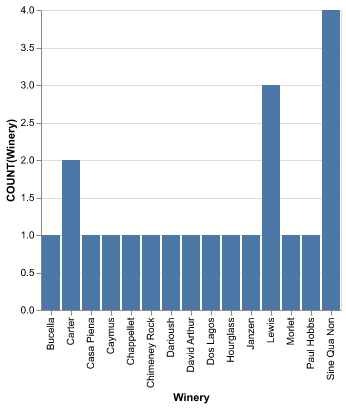 4.0
3.5
3.0
2.5
2.0
1.5
1.0
0.5
0.0
COUNT(Winery)
Bucella
Carter
Casa Piena
Caymus
Chappellet
Chimeney Rock
Darioush
David Arthur
Dos Lagos
Hourglass
Janzen
Lewis
Morlet
Paul Hobbs
Sine Qua Non
Winery